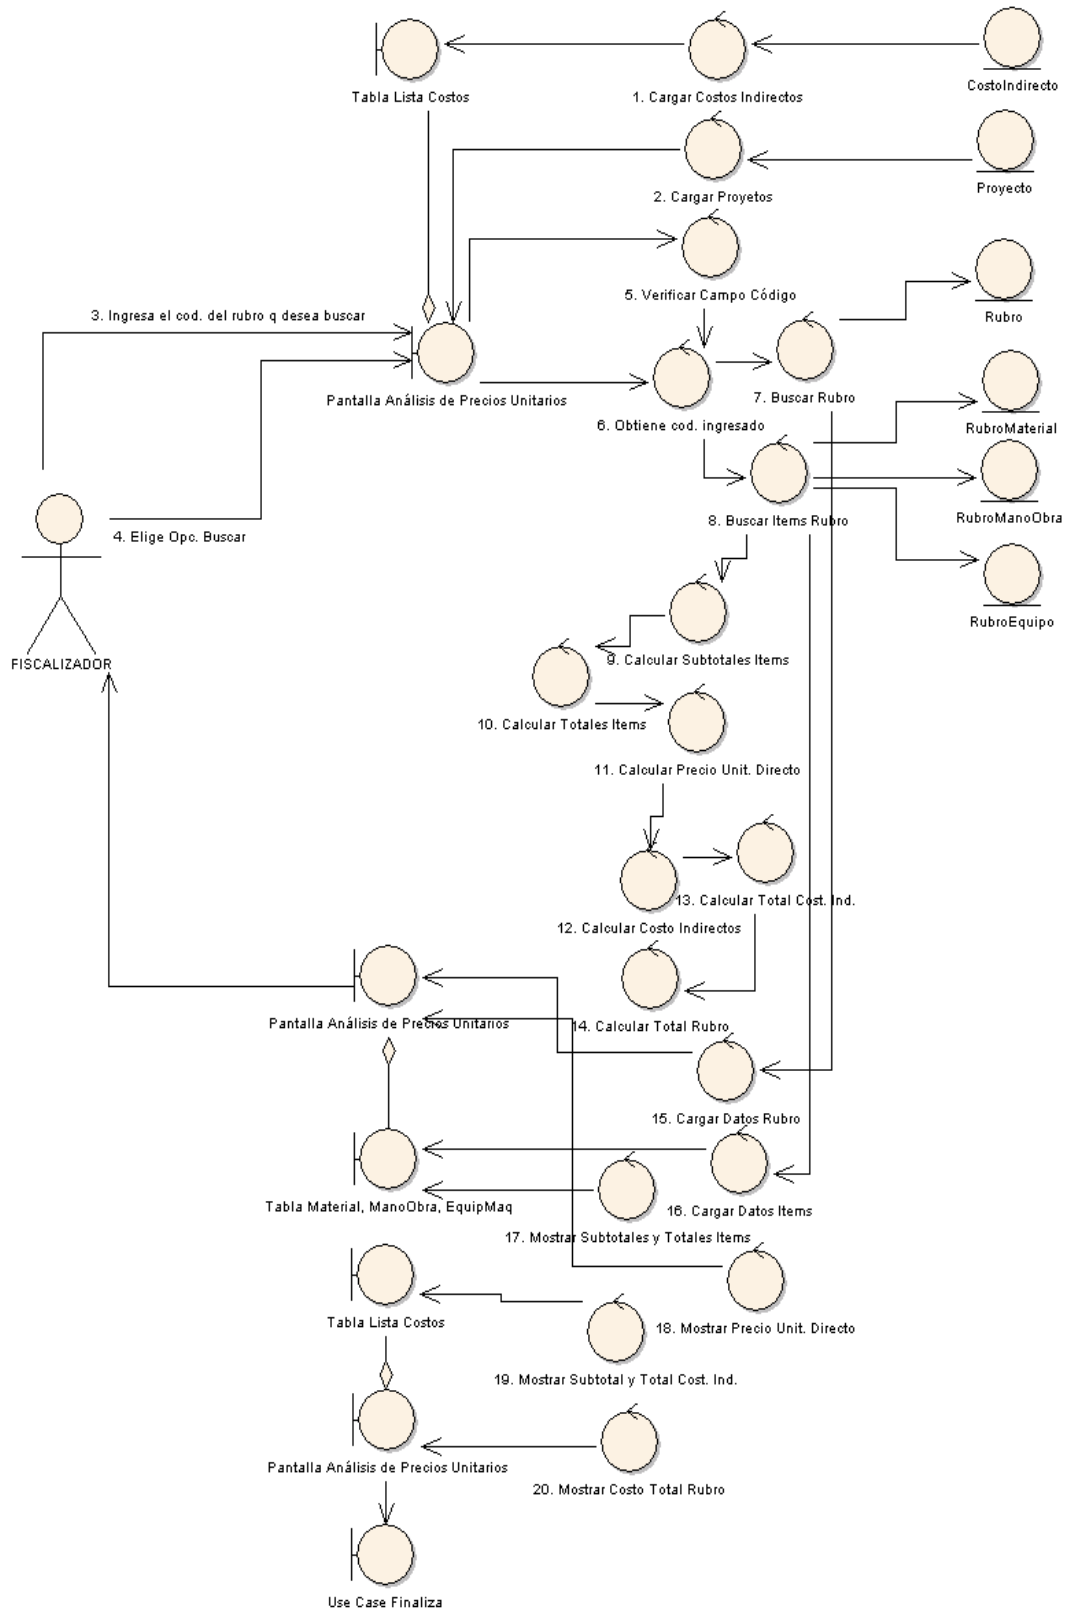 Tabla Lista Costos
1. Cargar Costos Indirectos
CostoIndirecto
2. Cargar Proyetos
Proyecto
5. Verificar Campo Código
Rubro
3. Ingresa el cod. del rubro q desea buscar
Pantalla Análisis de Precios Unitarios
7. Buscar Rubro
6. Obtiene cod. ingresado
RubroMaterial
8. Buscar Items Rubro
RubroManoObra
4. Elige Opc. Buscar
RubroEquipo
FISCALIZADOR
9. Calcular Subtotales Items
10. Calcular Totales Items
11. Calcular Precio Unit. Directo
13. Calcular Total Cost. Ind.
12. Calcular Costo Indirectos
Pantalla Análisis de Precios Unitarios
14. Calcular Total Rubro
15. Cargar Datos Rubro
Tabla Material, ManoObra, EquipMaq
16. Cargar Datos Items
17. Mostrar Subtotales y Totales Items
Tabla Lista Costos
18. Mostrar Precio Unit. Directo
19. Mostrar Subtotal y Total Cost. Ind.
Pantalla Análisis de Precios Unitarios
20. Mostrar Costo Total Rubro
Use Case Finaliza